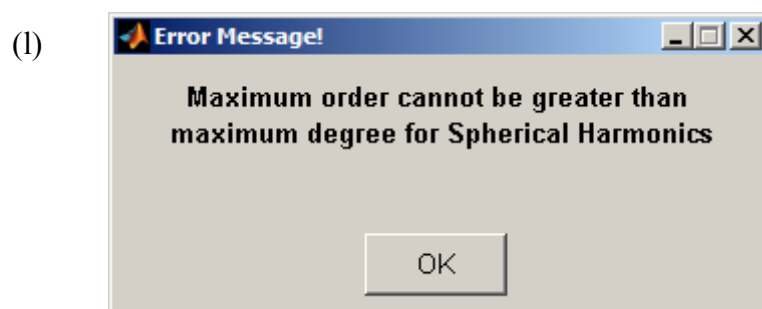 (l)
Error Message!
Maximum order cannot be greater than
maximum degree for Spherical Harmonics
OK